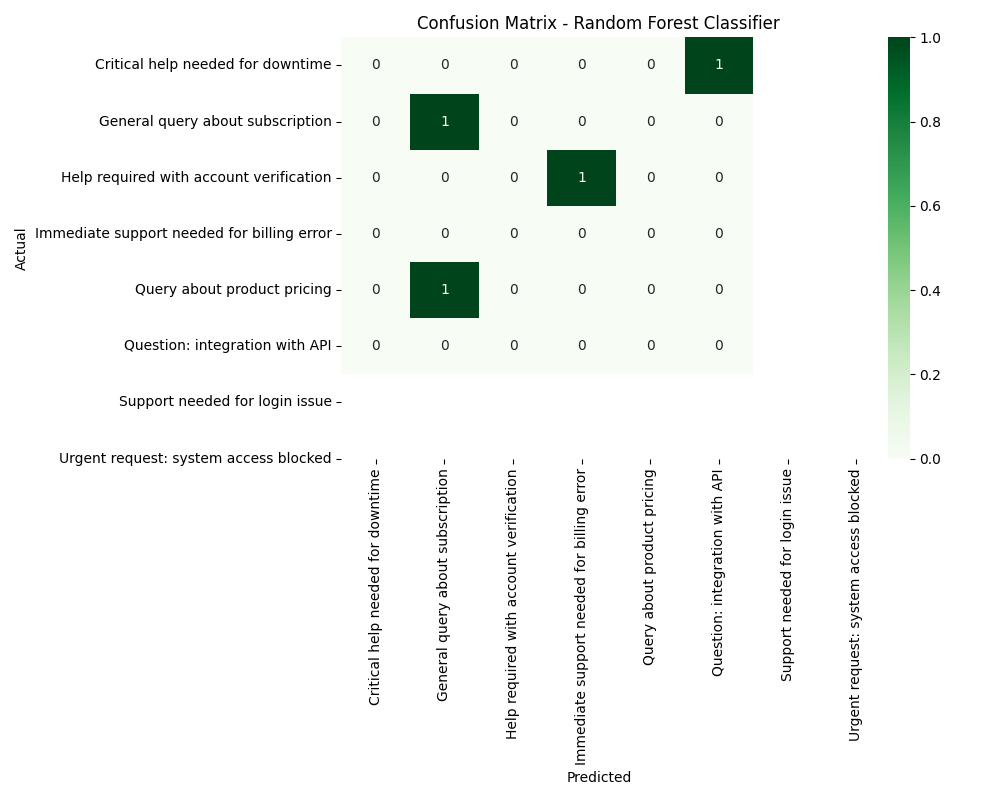 Confusion Matrix - Random Forest Classifier
Actual
Critical help needed for downtime
0 0 0 0 0 1
General query about subscription
0 1 0 0 0 0
Help required with account verification
0 0 0 1 0 0
Immediate support needed for billing error
0 0 0 0 0 0
Query about product pricing
0 1 0 0 0 0
Question: integration with API
0 0 0 0 0 0
Support needed for login issue
Urgent request: system access blocked
Critical help needed for downtime
General query about subscription
Help required with account verification
Immediate support needed for billing error
Query about product pricing
Question: integration with API
Support needed for login issue
Urgent request: system access blocked
Predicted
1.0
0.8
0.6
0.4
0.2
0.0